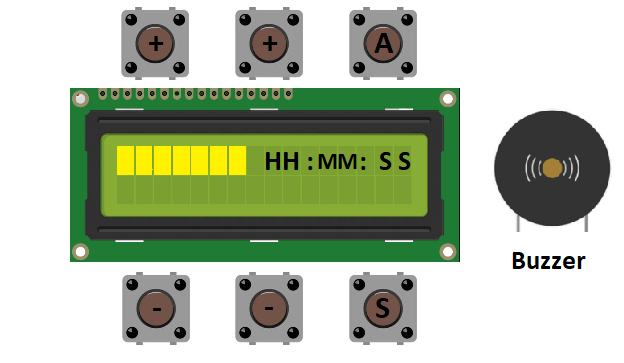 + + A
HH :MM: S S
Buzzer
- - S